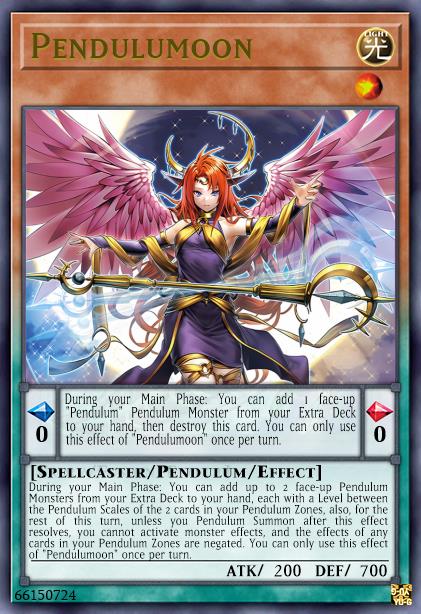 PENDULUMOON
LIGHT
光
During your Main Phase: You can add 1 face-up
"Pendulum" Pendulum Monster from your Extra Deck
to your hand, then destroy this card. You can only use
this effect of "Pendulumoon" once per turn.
0
0
[SPELLCASTER/PENDULUM/EFFECT]
During your Main Phase: You can add up to 2 face-up Pendulum
Monsters from your Extra Deck to your hand, each with a Level between
the Pendulum Scales of the 2 cards in your Pendulum Zones, also, for the
rest of this turn, unless you Pendulum Summon after this effect
resolves, you cannot activate monster effects, and the effects of any
cards in your Pendulum Zones are negated. You can only use this effect
of "Pendulumoon" once per turn.
ATK/ 200 DEF/ 700
66150724